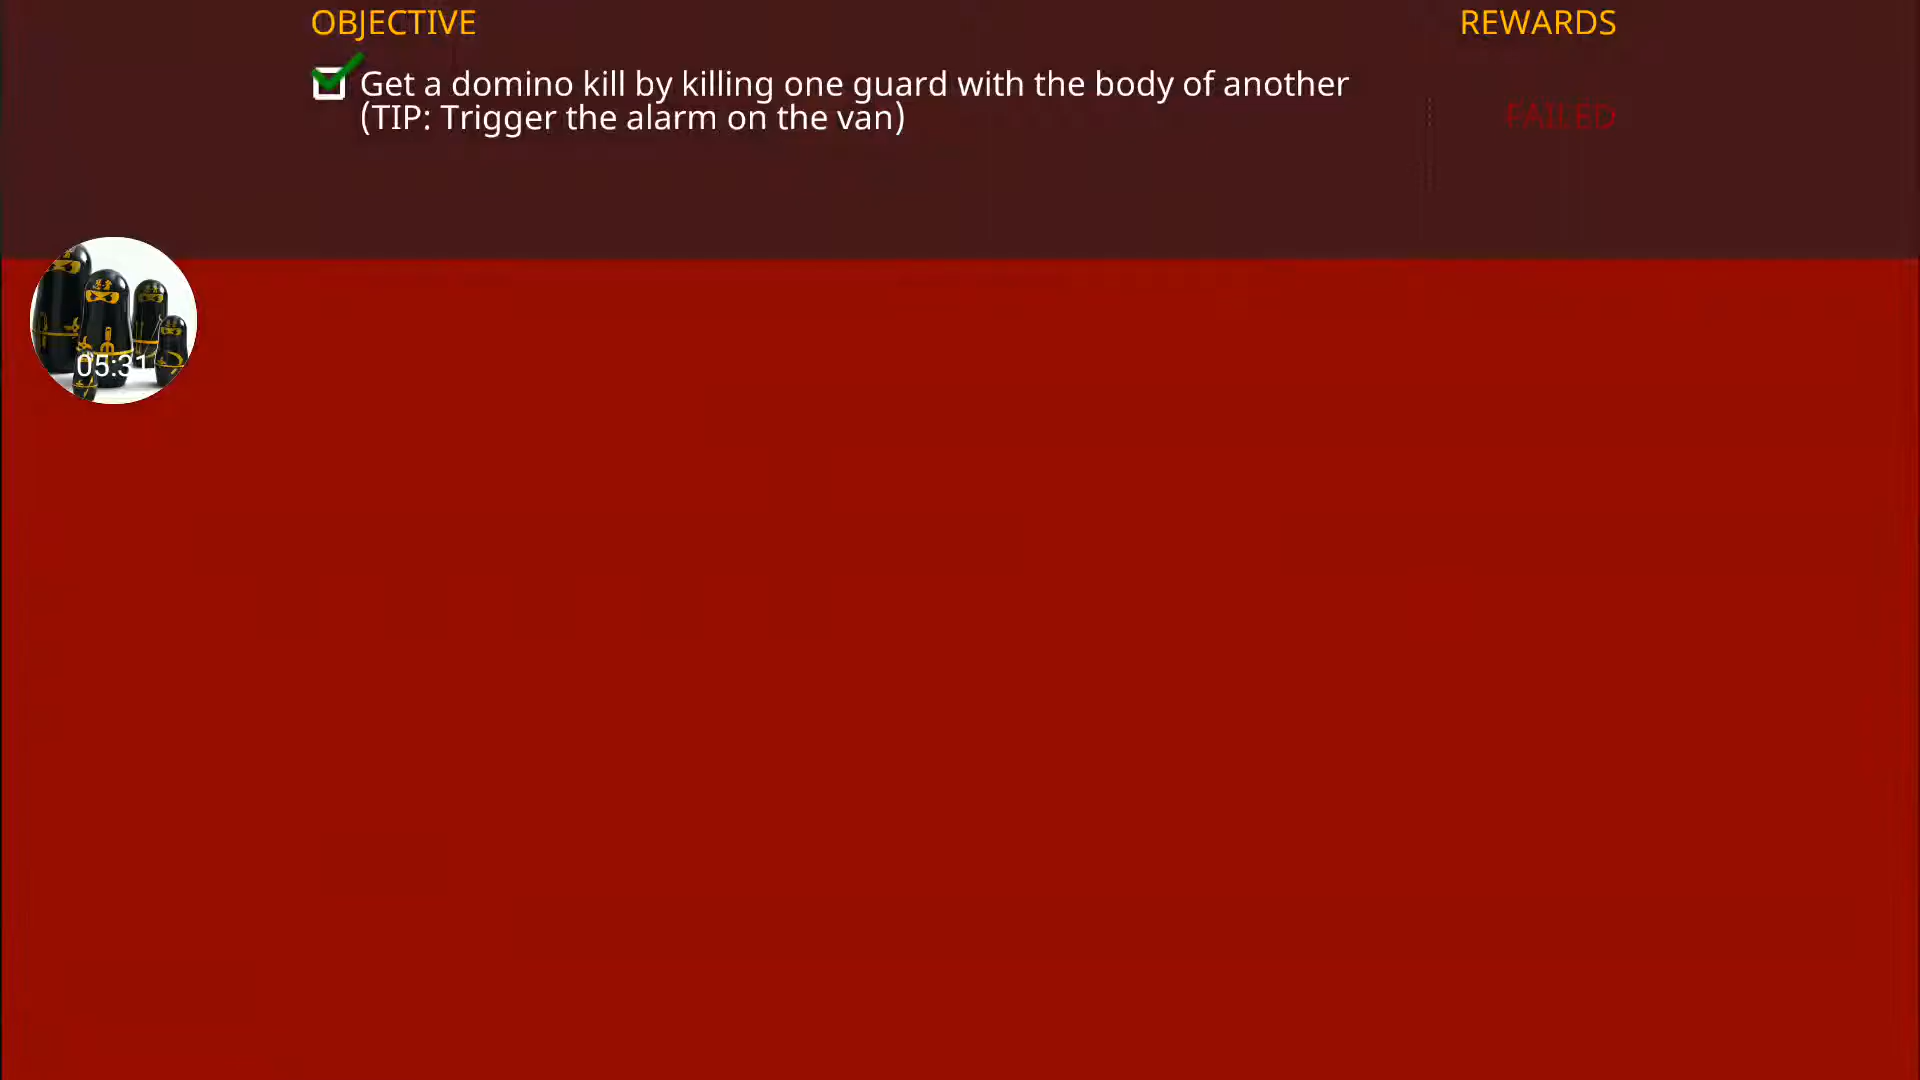 OBJECTIVE
REWARDS
Get a domino kill by killing one guard with the body of another
(TIP: Trigger the alarm on the van)
FAILED
05:31